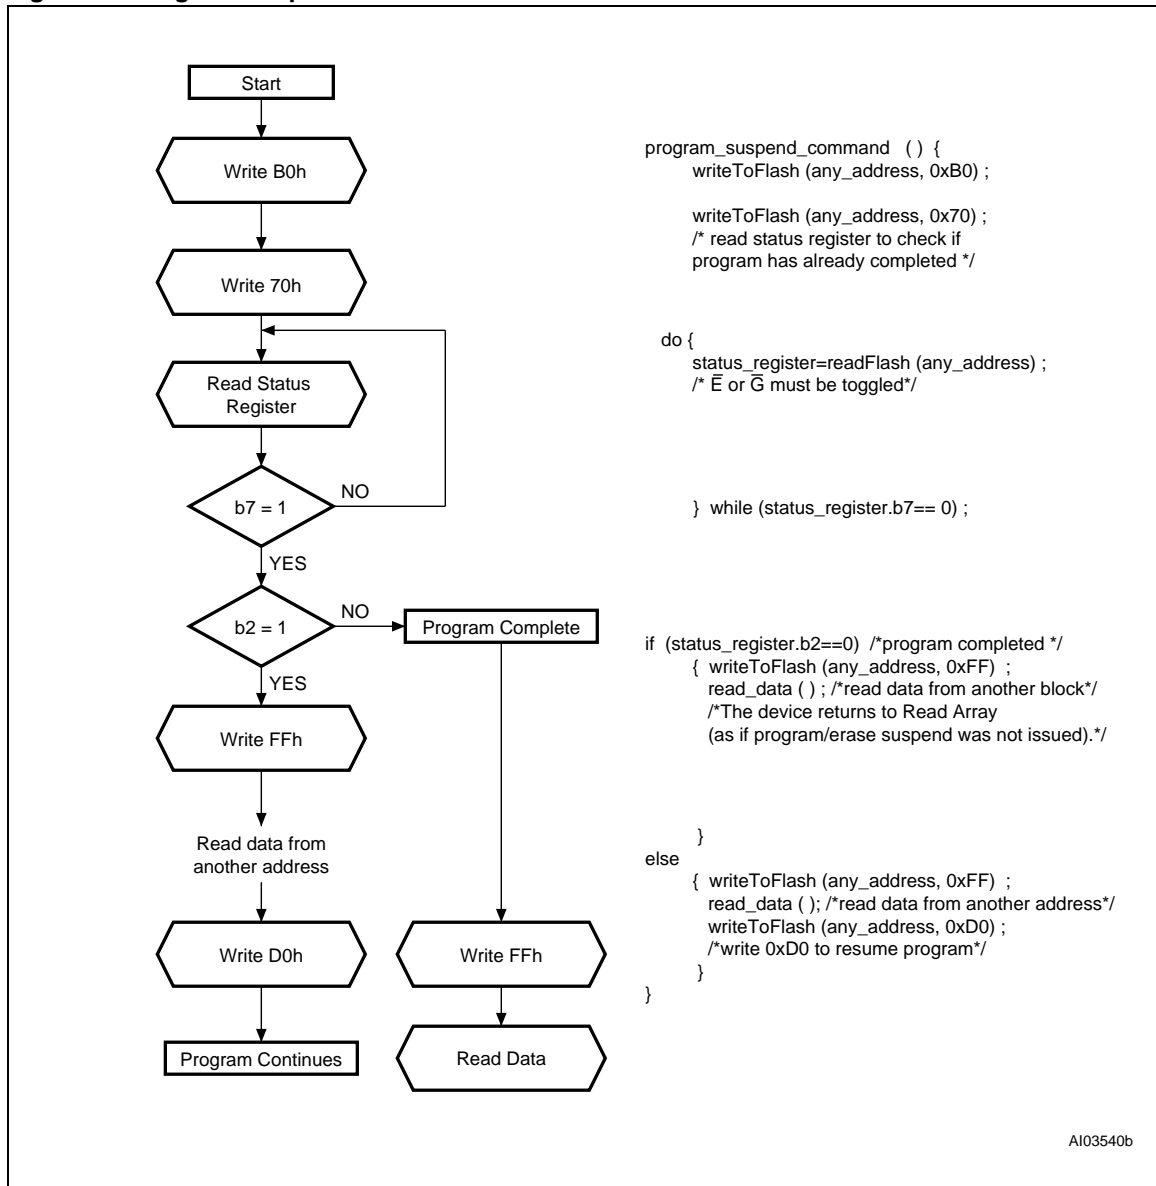 Start
Write B0h
Write 70h
Read Status
Register
b7 = 1
NO
YES
b2 = 1
NO
Program Complete
YES
Write FFh
Read data from
another address
Write D0h
Write FFh
Program Continues
Read Data
program_suspend_command ( ) {
writeToFlash (any_address, 0xB0) ;
writeToFlash (any_address, 0x70) ;
/* read status register to check if
program has already completed */
do {
status_register=readFlash (any_address) ;
/* E̅ or G̅ must be toggled*/
} while (status_register.b7== 0) ;
if (status_register.b2==0) /*program completed */
{ writeToFlash (any_address, 0xFF) ;
read_data ( ) ; /*read data from another block*/
/*The device returns to Read Array
(as if program/erase suspend was not issued).*/
}
else
{ writeToFlash (any_address, 0xFF) ;
read_data ( ); /*read data from another address*/
writeToFlash (any_address, 0xD0) ;
/*write 0xD0 to resume program*/
}
}
AI03540b